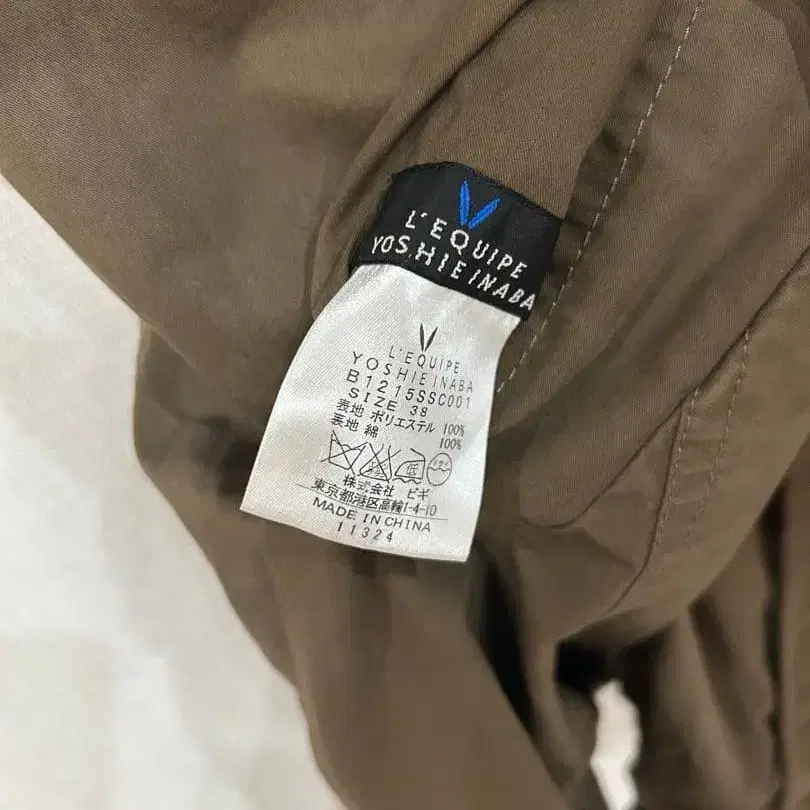 L'EQUIPE
YOSHIE INABA
L'EQUIPE
YOSHIE INABA
B1215SSC001
SIZE 38
表地 ポリエステル 100%
裏地 綿 100%
低
株式会社 ビギ
東京都港区高輪1-4-10
MADE IN CHINA
11324